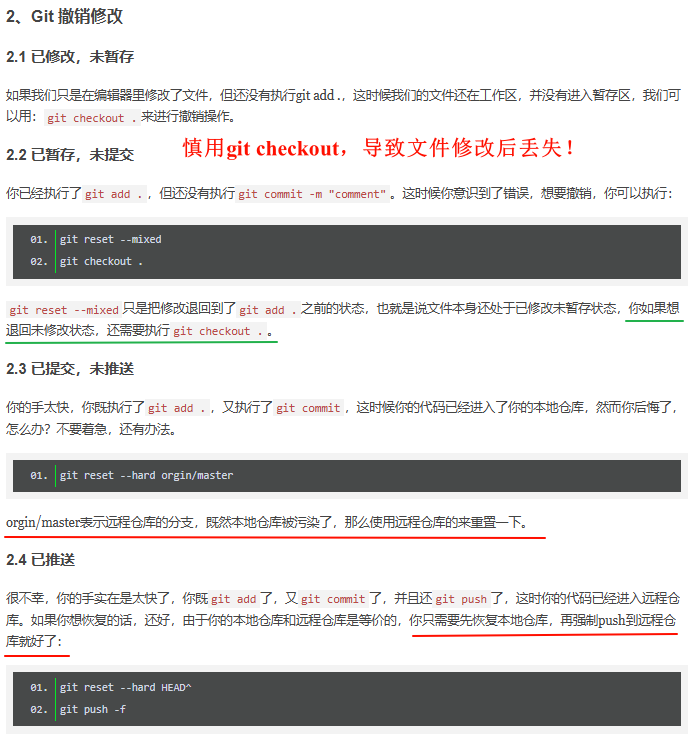 2、Git 撤销修改
2.1 已修改，未暂存
如果我们只是在编辑器里修改了文件，但还没有执行git add .，这时候我们的文件还在工作区，并没有进入暂存区，我们可
以用：git checkout .来进行撤销操作。
慎用git checkout，导致文件修改后丢失！
2.2 已暂存，未提交
你已经执行了git add .，但还没有执行git commit -m "comment"。这时候你意识到了错误，想要撤销，你可以执行：
01. git reset --mixed
02. git checkout .
git reset --mixed只是把修改退回到了git add .之前的状态，也就是说文件本身还处于已修改未暂存状态，你如果想
退回未修改状态，还需要执行git checkout .。
2.3 已提交，未推送
你的手太快，你既执行了git add .，又执行了git commit，这时候你的代码已经进入了你的本地仓库，然而你后悔了，
怎么办？不要着急，还有办法。
01. git reset --hard orgin/master
orgin/master表示远程仓库的分支，既然本地仓库被污染了，那么使用远程仓库的来重置一下。
2.4 已推送
很不幸，你的手实在是太快了，你既git add了，又git commit了，并且还git push了，这时你的代码已经进入远程仓
库。如果你想恢复的话，还好，由于你的本地仓库和远程仓库是等价的，你只需要先恢复本地仓库，再强制push到远程仓
库就好了：
01. git reset --hard HEAD^
02. git push -f